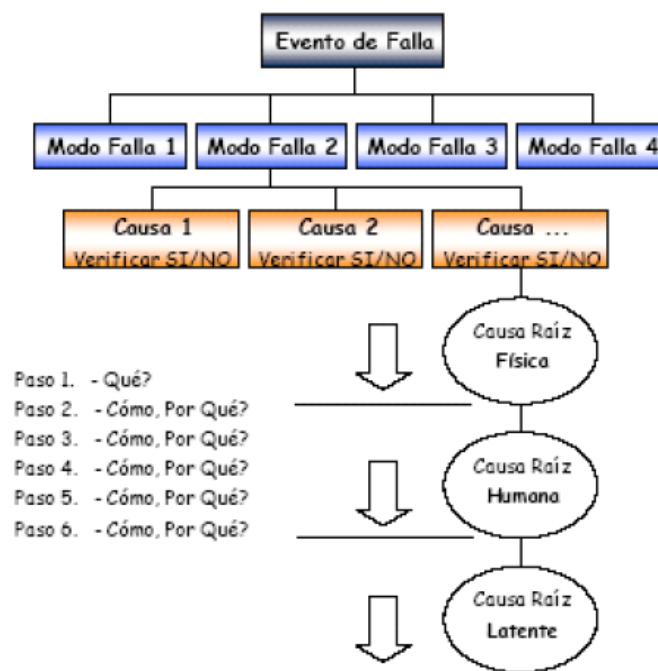 Evento de Falla
Modo Falla 1
Modo Falla 2
Modo Falla 3
Modo Falla 4
Causa 1
Verificar SI/NO
Causa 2
Verificar SI/NO
Causa ...
Verificar SI/NO
Causa Raíz
Física
Paso 1. - Qué?
Paso 2. - Cómo, Por Qué?
Paso 3. - Cómo, Por Qué?
Paso 4. - Cómo, Por Qué?
Paso 5. - Cómo, Por Qué?
Paso 6. - Cómo, Por Qué?
Causa Raíz
Humana
Causa Raíz
Latente